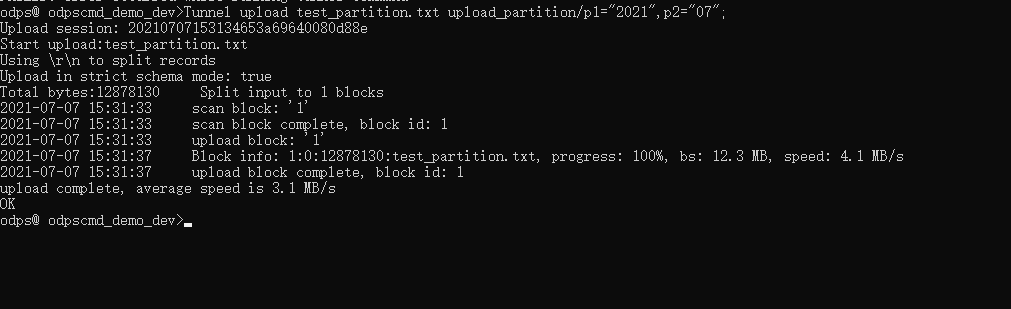 odps@ odpscmd_demo_dev>Tunnel upload test_partition.txt upload_partition/p1="2021",p2="07";
Upload session: 20210707153134653a69640080d88e
Start upload:test_partition.txt
Using \r\n to split records
Upload in strict schema mode: true
Total bytes:12878130     Split input to 1 blocks
2021-07-07 15:31:33     scan block: '1'
2021-07-07 15:31:33     scan block complete, block id: 1
2021-07-07 15:31:33     upload block: '1'
2021-07-07 15:31:37     Block info: 1:0:12878130:test_partition.txt, progress: 100%, bs: 12.3 MB, speed: 4.1 MB/s
2021-07-07 15:31:37     upload block complete, block id: 1
upload complete, average speed is 3.1 MB/s
OK
odps@ odpscmd_demo_dev>